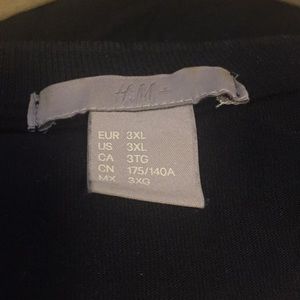 H&M
EUR 3XL
US 3XL
CA 3TG
CN 175/140A
MX 3XG